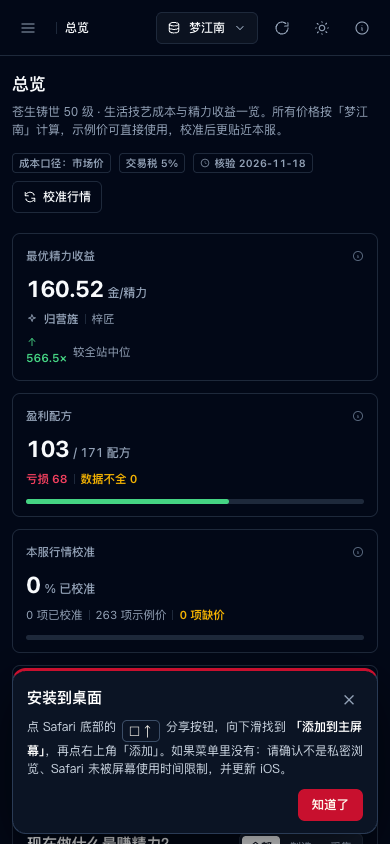 总览
梦江南
总览
苍生铸世 50 级 · 生活技艺成本与精力收益一览。所有价格按「梦江
南」计算，示例价可直接使用，校准后更贴近本服。
成本口径：市场价
交易税 5%
核验 2026-11-18
校准行情
最优精力收益
160.52 金/精力
归营旌 梓匠
↑
566.5× 较全站中位
盈利配方
103 / 171 配方
亏损 68 数据不全 0
本服行情校准
0 % 已校准
0 项已校准 263 项示例价 0 项缺价
安装到桌面
点 Safari 底部的 □↑ 分享按钮，向下滑找到 「添加到主屏
幕」，再点右上角「添加」。如果菜单里没有：请确认不是私密浏
览、Safari 未被屏幕使用时间限制，并更新 iOS。
知道了
现在做什么最赚精力?